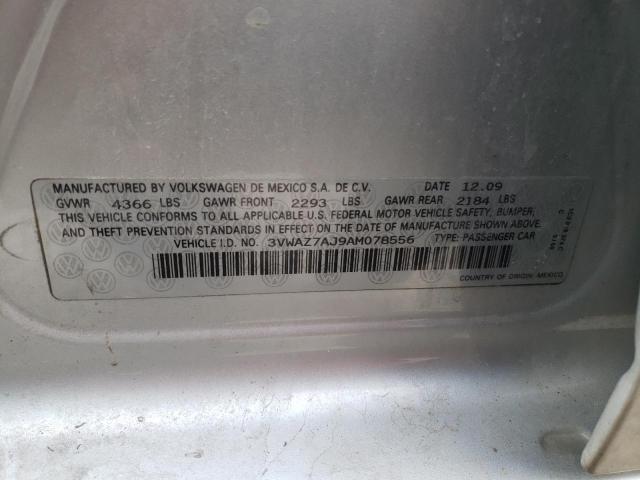 MANUFACTURED BY VOLKSWAGEN DE MEXICO S.A. DE C.V. DATE 12.09
GVWR 4366 LBS GAWR FRONT 2293 LBS GAWR REAR 2184 LBS
THIS VEHICLE CONFORMS TO ALL APPLICABLE U.S. FEDERAL MOTOR VEHICLE SAFETY, BUMPER,
AND THEFT PREVENTION STANDARDS IN EFFECT ON THE DATE OF MANUFACTURE SHOWN ABOVE.
VEHICLE I.D. NO. 3VWAZ7AJ9AM078556 TYPE: PASSENGER CAR
COUNTRY OF ORIGIN: MEXICO